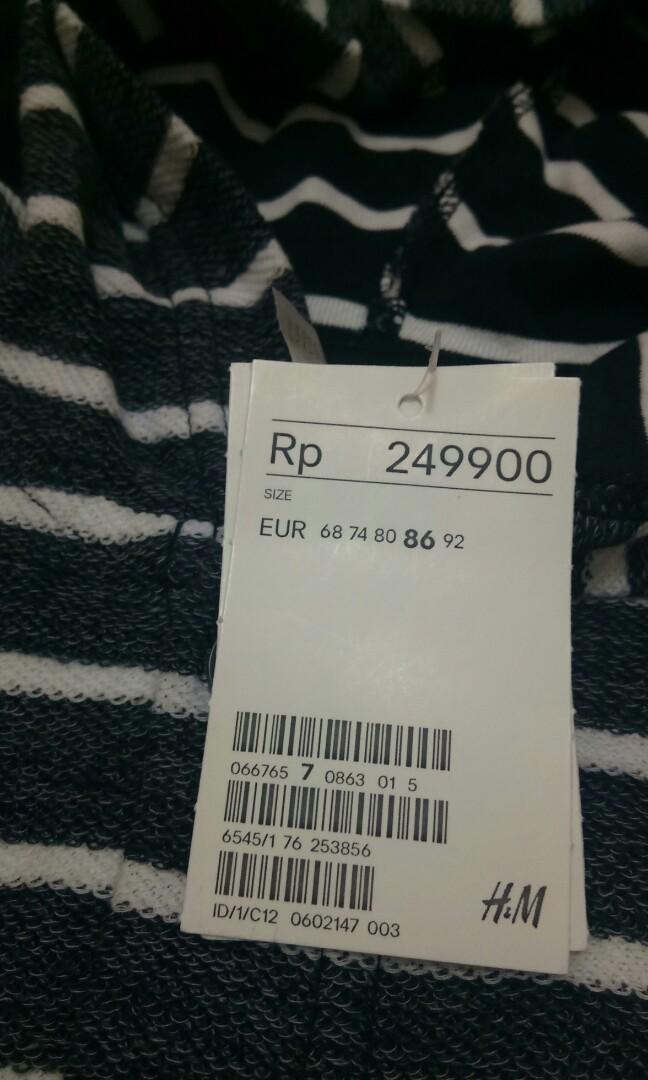 Rp 249900
SIZE
EUR 68 74 80 86 92
066765 7 0863 01 5
6545/1 76 253856
ID/1/C12 0602147 003
H&M